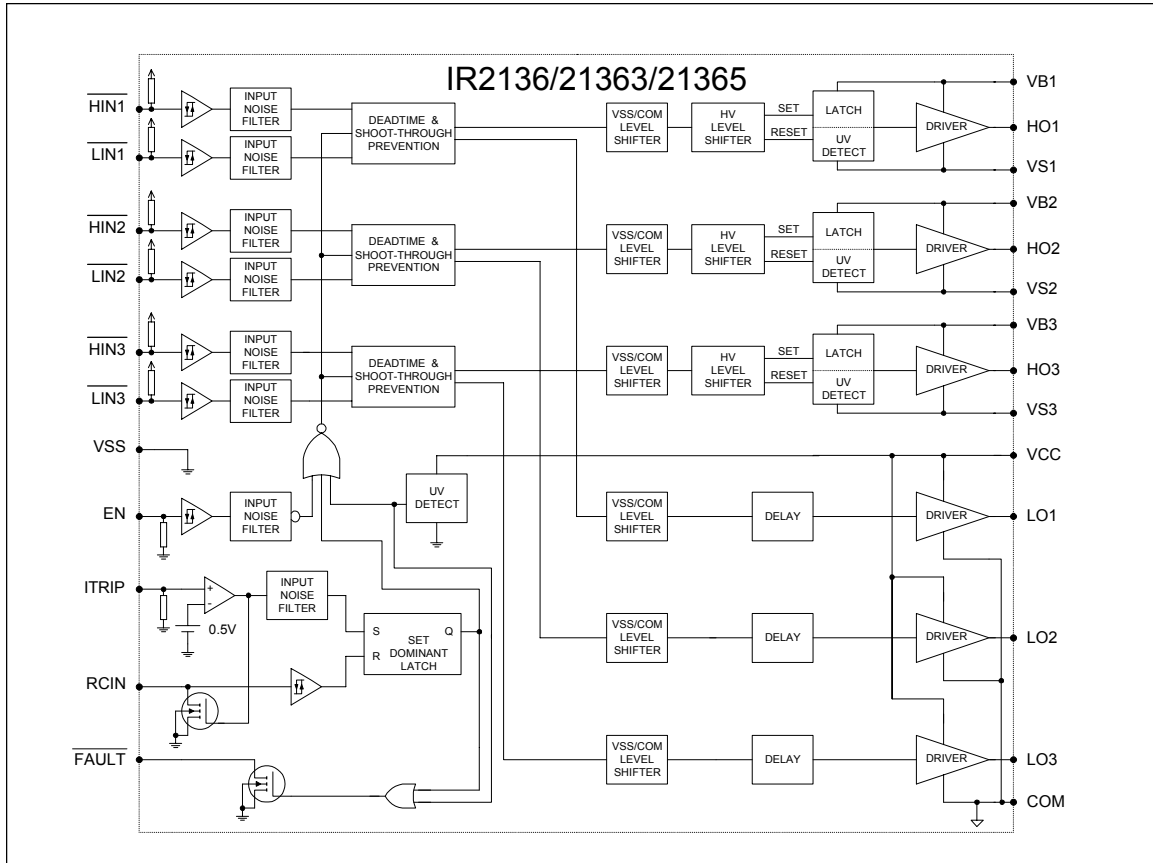 IR2136/21363/21365
HIN1
INPUT
NOISE
FILTER
LIN1
INPUT
NOISE
FILTER
DEADTIME &
SHOOT-THROUGH
PREVENTION
VSS/COM
LEVEL
SHIFTER
HV
LEVEL
SHIFTER
SET
RESET
LATCH
UV
DETECT
DRIVER
VB1
HO1
VS1
HIN2
INPUT
NOISE
FILTER
LIN2
INPUT
NOISE
FILTER
DEADTIME &
SHOOT-THROUGH
PREVENTION
VSS/COM
LEVEL
SHIFTER
HV
LEVEL
SHIFTER
SET
RESET
LATCH
UV
DETECT
DRIVER
VB2
HO2
VS2
HIN3
INPUT
NOISE
FILTER
LIN3
INPUT
NOISE
FILTER
DEADTIME &
SHOOT-THROUGH
PREVENTION
VSS/COM
LEVEL
SHIFTER
HV
LEVEL
SHIFTER
SET
RESET
LATCH
UV
DETECT
DRIVER
VB3
HO3
VS3
VSS
VCC
EN
INPUT
NOISE
FILTER
UV
DETECT
VSS/COM
LEVEL
SHIFTER
DELAY
DRIVER
LO1
ITRIP
+
-
0.5V
INPUT
NOISE
FILTER
S
Q
R
SET
DOMINANT
LATCH
VSS/COM
LEVEL
SHIFTER
DELAY
DRIVER
LO2
RCIN
FAULT
VSS/COM
LEVEL
SHIFTER
DELAY
DRIVER
LO3
COM